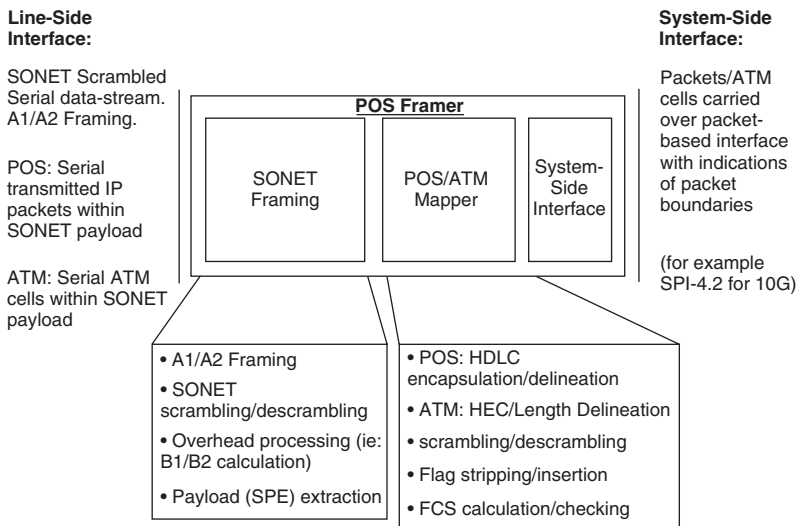 Line-Side
Interface:
SONET Scrambled
Serial data-stream.
A1/A2 Framing.
POS: Serial
transmitted IP
packets within
SONET payload
ATM: Serial ATM
cells within SONET
payload
POS Framer
SONET
Framing
POS/ATM
Mapper
System-
Side
Interface
System-Side
Interface:
Packets/ATM
cells carried
over packet-
based interface
with indications
of packet
boundaries
(for example
SPI-4.2 for 10G)
• A1/A2 Framing
• SONET
scrambling/descrambling
• Overhead processing (ie:
B1/B2 calculation)
• Payload (SPE) extraction
• POS: HDLC
encapsulation/delineation
• ATM: HEC/Length Delineation
• scrambling/descrambling
• Flag stripping/insertion
• FCS calculation/checking